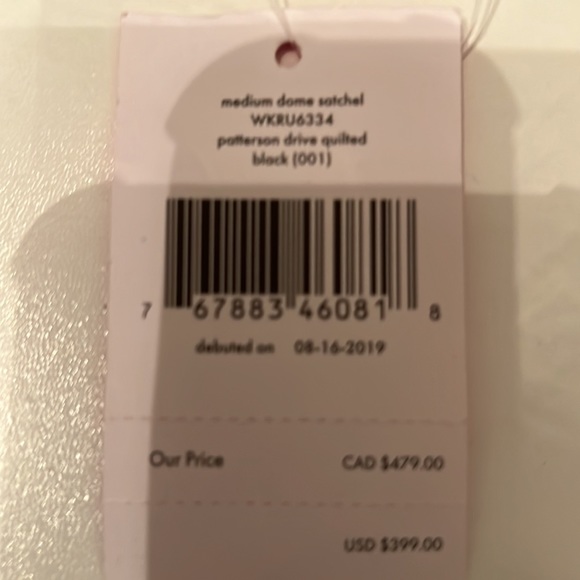 medium dome satchel
WKRU6334
patterson drive quilted
black (001)
7 67883 46081 8
debuted on 08-16-2019
Our Price CAD $479.00
USD $399.00